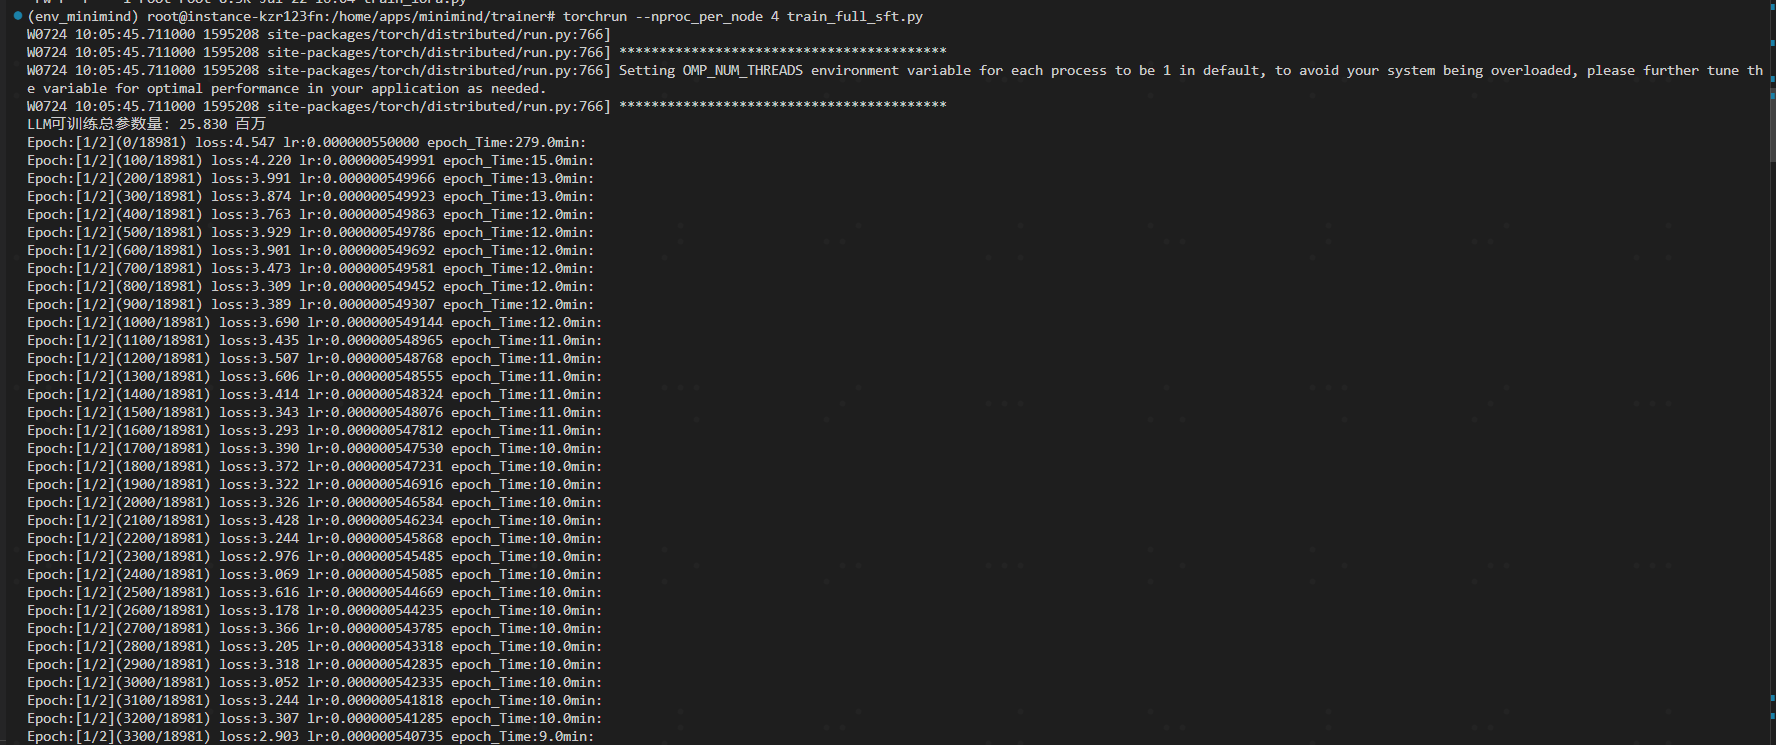 (env_minimind) root@instance-kzr123fn:/home/apps/minimind/trainer# torchrun --nproc_per_node 4 train_full_sft.py
W0724 10:05:45.711000 1595208 site-packages/torch/distributed/run.py:766]
W0724 10:05:45.711000 1595208 site-packages/torch/distributed/run.py:766] *****************************************
W0724 10:05:45.711000 1595208 site-packages/torch/distributed/run.py:766] Setting OMP_NUM_THREADS environment variable for each process to be 1 in default, to avoid your system being overloaded, please further tune th
e variable for optimal performance in your application as needed.
W0724 10:05:45.711000 1595208 site-packages/torch/distributed/run.py:766] *****************************************
LLM可训练总参数量：25.830 百万
Epoch:[1/2](0/18981) loss:4.547 lr:0.000000550000 epoch_Time:279.0min:
Epoch:[1/2](100/18981) loss:4.220 lr:0.000000549991 epoch_Time:15.0min:
Epoch:[1/2](200/18981) loss:3.991 lr:0.000000549966 epoch_Time:13.0min:
Epoch:[1/2](300/18981) loss:3.874 lr:0.000000549923 epoch_Time:13.0min:
Epoch:[1/2](400/18981) loss:3.763 lr:0.000000549863 epoch_Time:12.0min:
Epoch:[1/2](500/18981) loss:3.929 lr:0.000000549786 epoch_Time:12.0min:
Epoch:[1/2](600/18981) loss:3.901 lr:0.000000549692 epoch_Time:12.0min:
Epoch:[1/2](700/18981) loss:3.473 lr:0.000000549581 epoch_Time:12.0min:
Epoch:[1/2](800/18981) loss:3.309 lr:0.000000549452 epoch_Time:12.0min:
Epoch:[1/2](900/18981) loss:3.389 lr:0.000000549307 epoch_Time:12.0min:
Epoch:[1/2](1000/18981) loss:3.690 lr:0.000000549144 epoch_Time:12.0min:
Epoch:[1/2](1100/18981) loss:3.435 lr:0.000000548965 epoch_Time:11.0min:
Epoch:[1/2](1200/18981) loss:3.507 lr:0.000000548768 epoch_Time:11.0min:
Epoch:[1/2](1300/18981) loss:3.606 lr:0.000000548555 epoch_Time:11.0min:
Epoch:[1/2](1400/18981) loss:3.414 lr:0.000000548324 epoch_Time:11.0min:
Epoch:[1/2](1500/18981) loss:3.343 lr:0.000000548076 epoch_Time:11.0min:
Epoch:[1/2](1600/18981) loss:3.293 lr:0.000000547812 epoch_Time:11.0min:
Epoch:[1/2](1700/18981) loss:3.390 lr:0.000000547530 epoch_Time:10.0min:
Epoch:[1/2](1800/18981) loss:3.372 lr:0.000000547231 epoch_Time:10.0min:
Epoch:[1/2](1900/18981) loss:3.322 lr:0.000000546916 epoch_Time:10.0min:
Epoch:[1/2](2000/18981) loss:3.326 lr:0.000000546584 epoch_Time:10.0min:
Epoch:[1/2](2100/18981) loss:3.428 lr:0.000000546234 epoch_Time:10.0min:
Epoch:[1/2](2200/18981) loss:3.244 lr:0.000000545868 epoch_Time:10.0min:
Epoch:[1/2](2300/18981) loss:2.976 lr:0.000000545485 epoch_Time:10.0min:
Epoch:[1/2](2400/18981) loss:3.069 lr:0.000000545085 epoch_Time:10.0min:
Epoch:[1/2](2500/18981) loss:3.616 lr:0.000000544669 epoch_Time:10.0min:
Epoch:[1/2](2600/18981) loss:3.178 lr:0.000000544235 epoch_Time:10.0min:
Epoch:[1/2](2700/18981) loss:3.366 lr:0.000000543785 epoch_Time:10.0min:
Epoch:[1/2](2800/18981) loss:3.205 lr:0.000000543318 epoch_Time:10.0min:
Epoch:[1/2](2900/18981) loss:3.318 lr:0.000000542835 epoch_Time:10.0min:
Epoch:[1/2](3000/18981) loss:3.052 lr:0.000000542335 epoch_Time:10.0min:
Epoch:[1/2](3100/18981) loss:3.244 lr:0.000000541818 epoch_Time:10.0min:
Epoch:[1/2](3200/18981) loss:3.307 lr:0.000000541285 epoch_Time:10.0min:
Epoch:[1/2](3300/18981) loss:2.903 lr:0.000000540735 epoch_Time:9.0min: